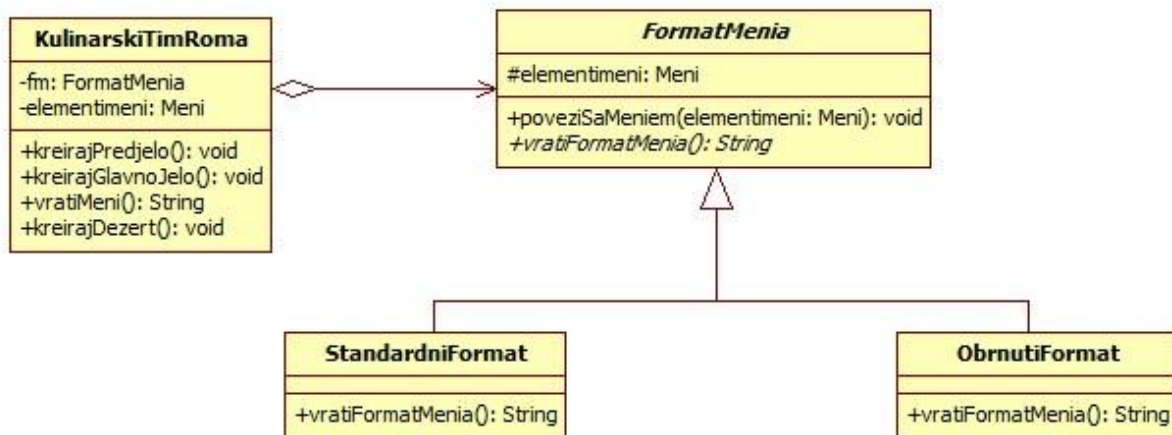 KulinarskiTimRoma
-fm: FormatMenia
-elementimeni: Meni
+kreirajPredjelo(): void
+kreirajGlavnoJelo(): void
+vratiMeni(): String
+kreirajDezert(): void
FormatMenia
#elementimeni: Meni
+poveziSaMeniem(elementimeni: Meni): void
+vratiFormatMenia(): String
StandardniFormat
+vratiFormatMenia(): String
ObrnutiFormat
+vratiFormatMenia(): String